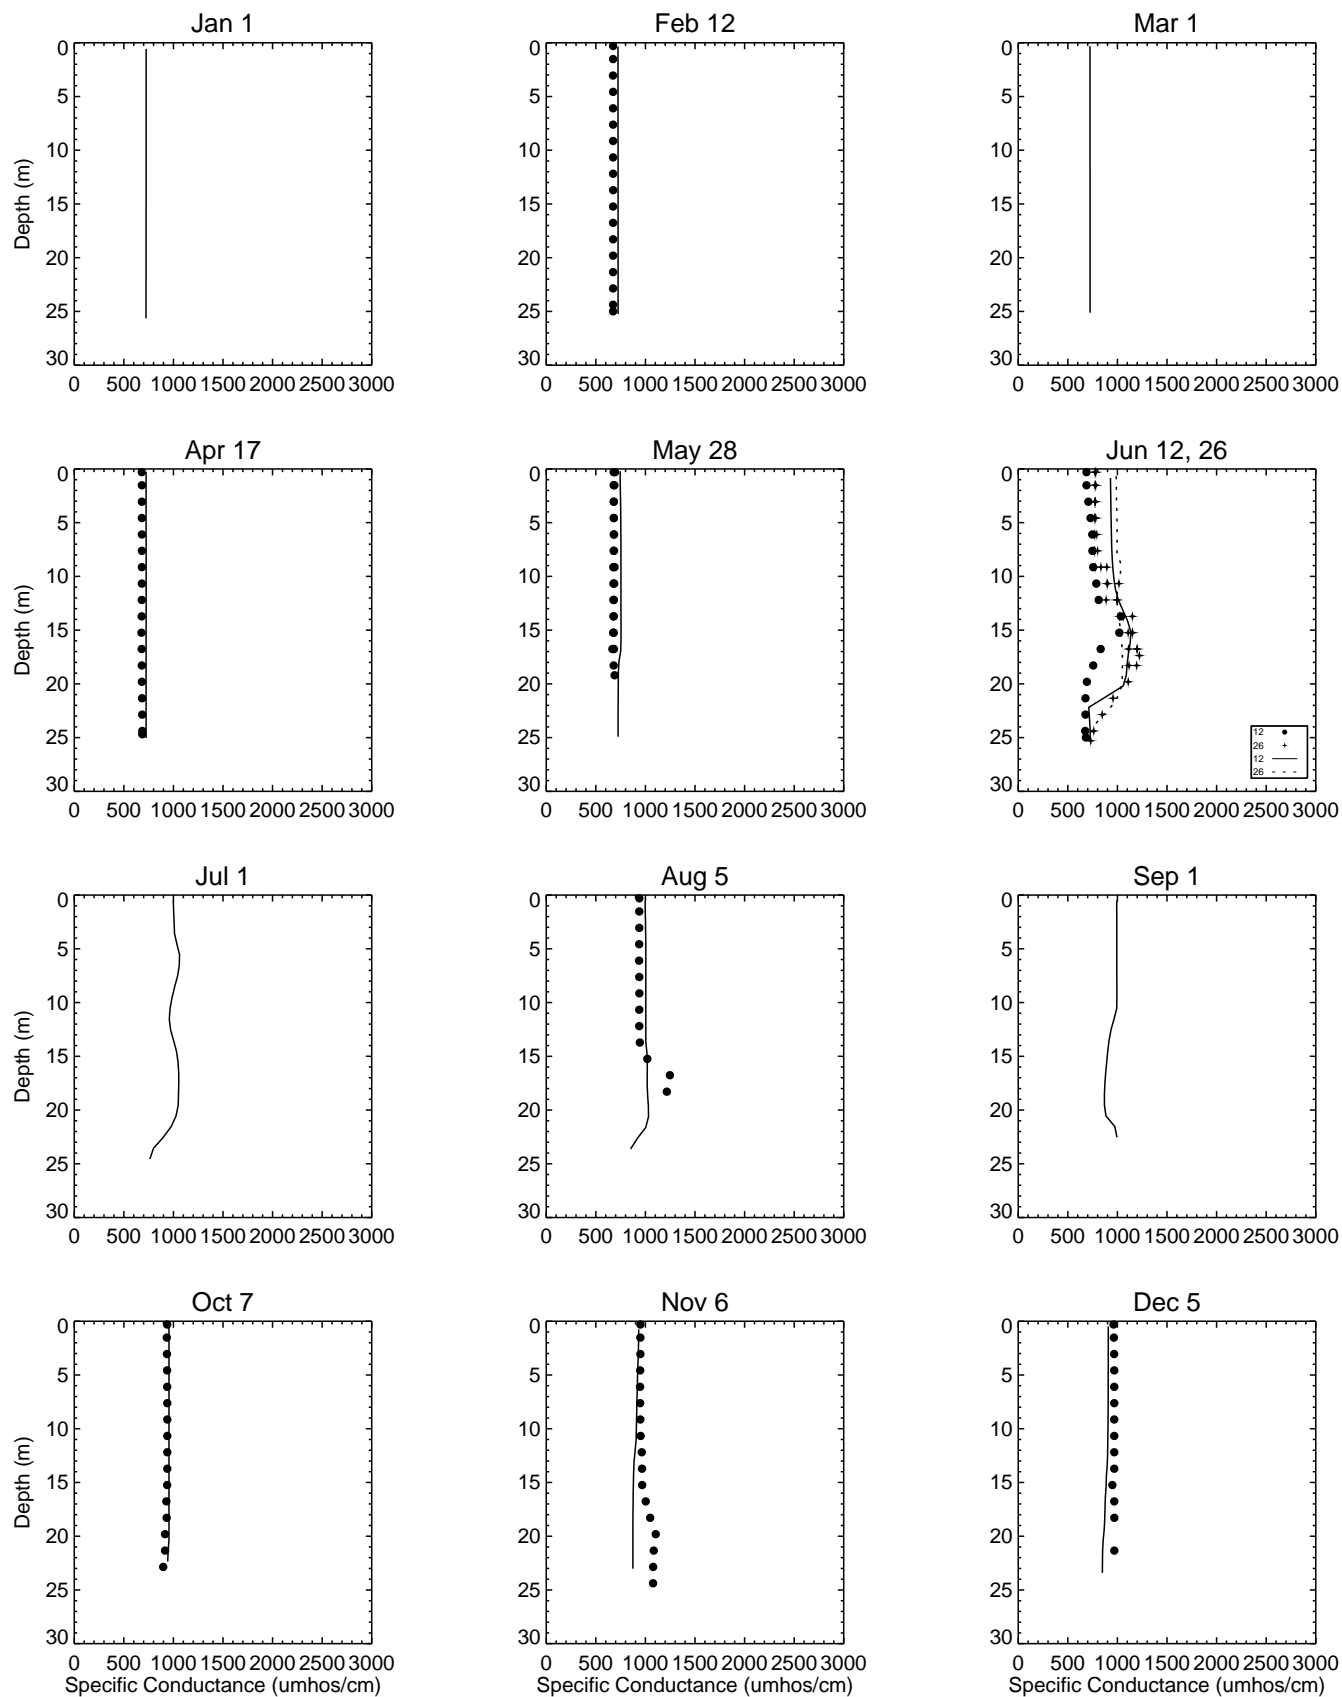 Jan 1
Feb 12
Mar 1
0
5
10
15
20
25
30
Depth (m)
0 500 1000 1500 2000 2500 3000
0
5
10
15
20
25
30
0 500 1000 1500 2000 2500 3000
0
5
10
15
20
25
30
0 500 1000 1500 2000 2500 3000
Apr 17
May 28
Jun 12, 26
0
5
10
15
20
25
30
Depth (m)
0 500 1000 1500 2000 2500 3000
0
5
10
15
20
25
30
0 500 1000 1500 2000 2500 3000
0
5
10
15
20
25
30
12
26
12
26
0 500 1000 1500 2000 2500 3000
Jul 1
Aug 5
Sep 1
0
5
10
15
20
25
30
Depth (m)
0 500 1000 1500 2000 2500 3000
0
5
10
15
20
25
30
0 500 1000 1500 2000 2500 3000
0
5
10
15
20
25
30
0 500 1000 1500 2000 2500 3000
Oct 7
Nov 6
Dec 5
0
5
10
15
20
25
30
Depth (m)
0 500 1000 1500 2000 2500 3000
Specific Conductance (umhos/cm)
0
5
10
15
20
25
30
0 500 1000 1500 2000 2500 3000
Specific Conductance (umhos/cm)
0
5
10
15
20
25
30
0 500 1000 1500 2000 2500 3000
Specific Conductance (umhos/cm)